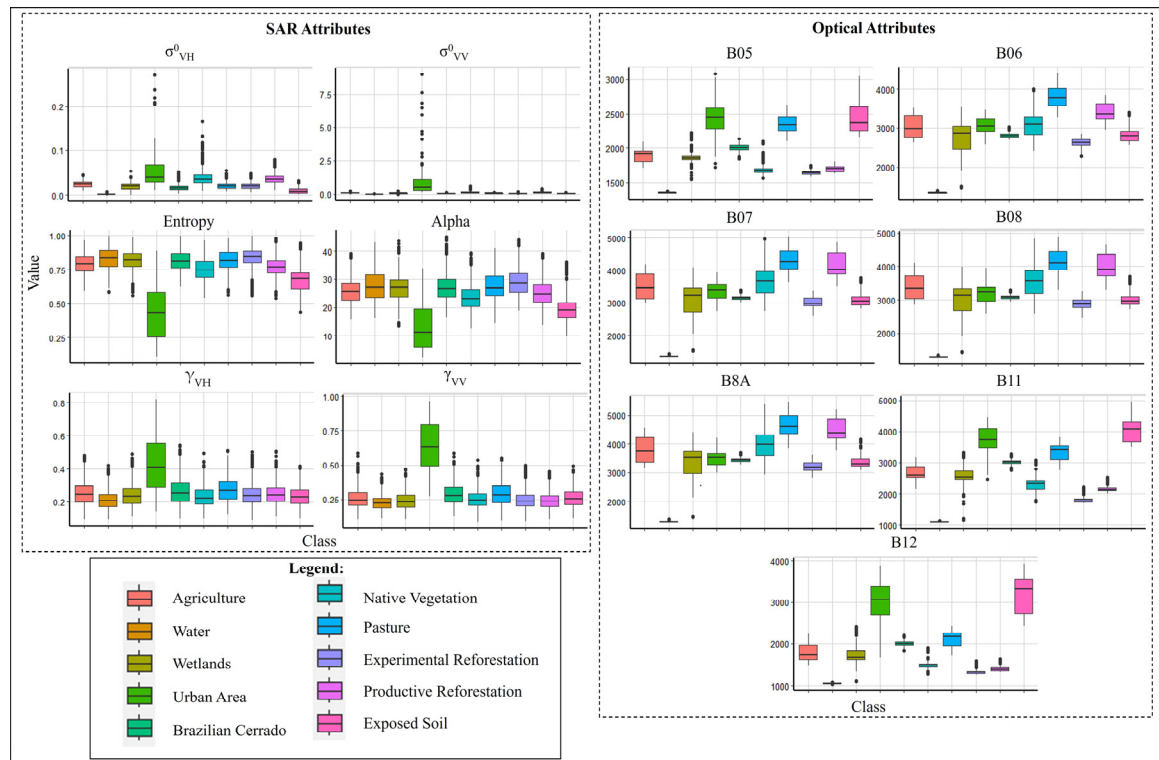 SAR Attributes
σ⁰VH
σ⁰VV
0.2
0.1
0.0
7.5
5.0
2.5
0.0
Entropy
Alpha
Value
1.00
0.75
0.50
0.25
40
30
20
10
0
γVH
γVV
0.8
0.6
0.4
0.2
1.00
0.75
0.50
0.25
0.00
Class
Optical Attributes
B05
B06
3000
2500
2000
1500
4000
3000
2000
B07
B08
5000
4000
3000
2000
5000
4000
3000
2000
B8A
B11
5000
4000
3000
2000
6000
5000
4000
3000
2000
1000
B12
4000
3000
2000
1000
Class
Legend:
Agriculture
Water
Wetlands
Urban Area
Brazilian Cerrado
Native Vegetation
Pasture
Experimental Reforestation
Productive Reforestation
Exposed Soil